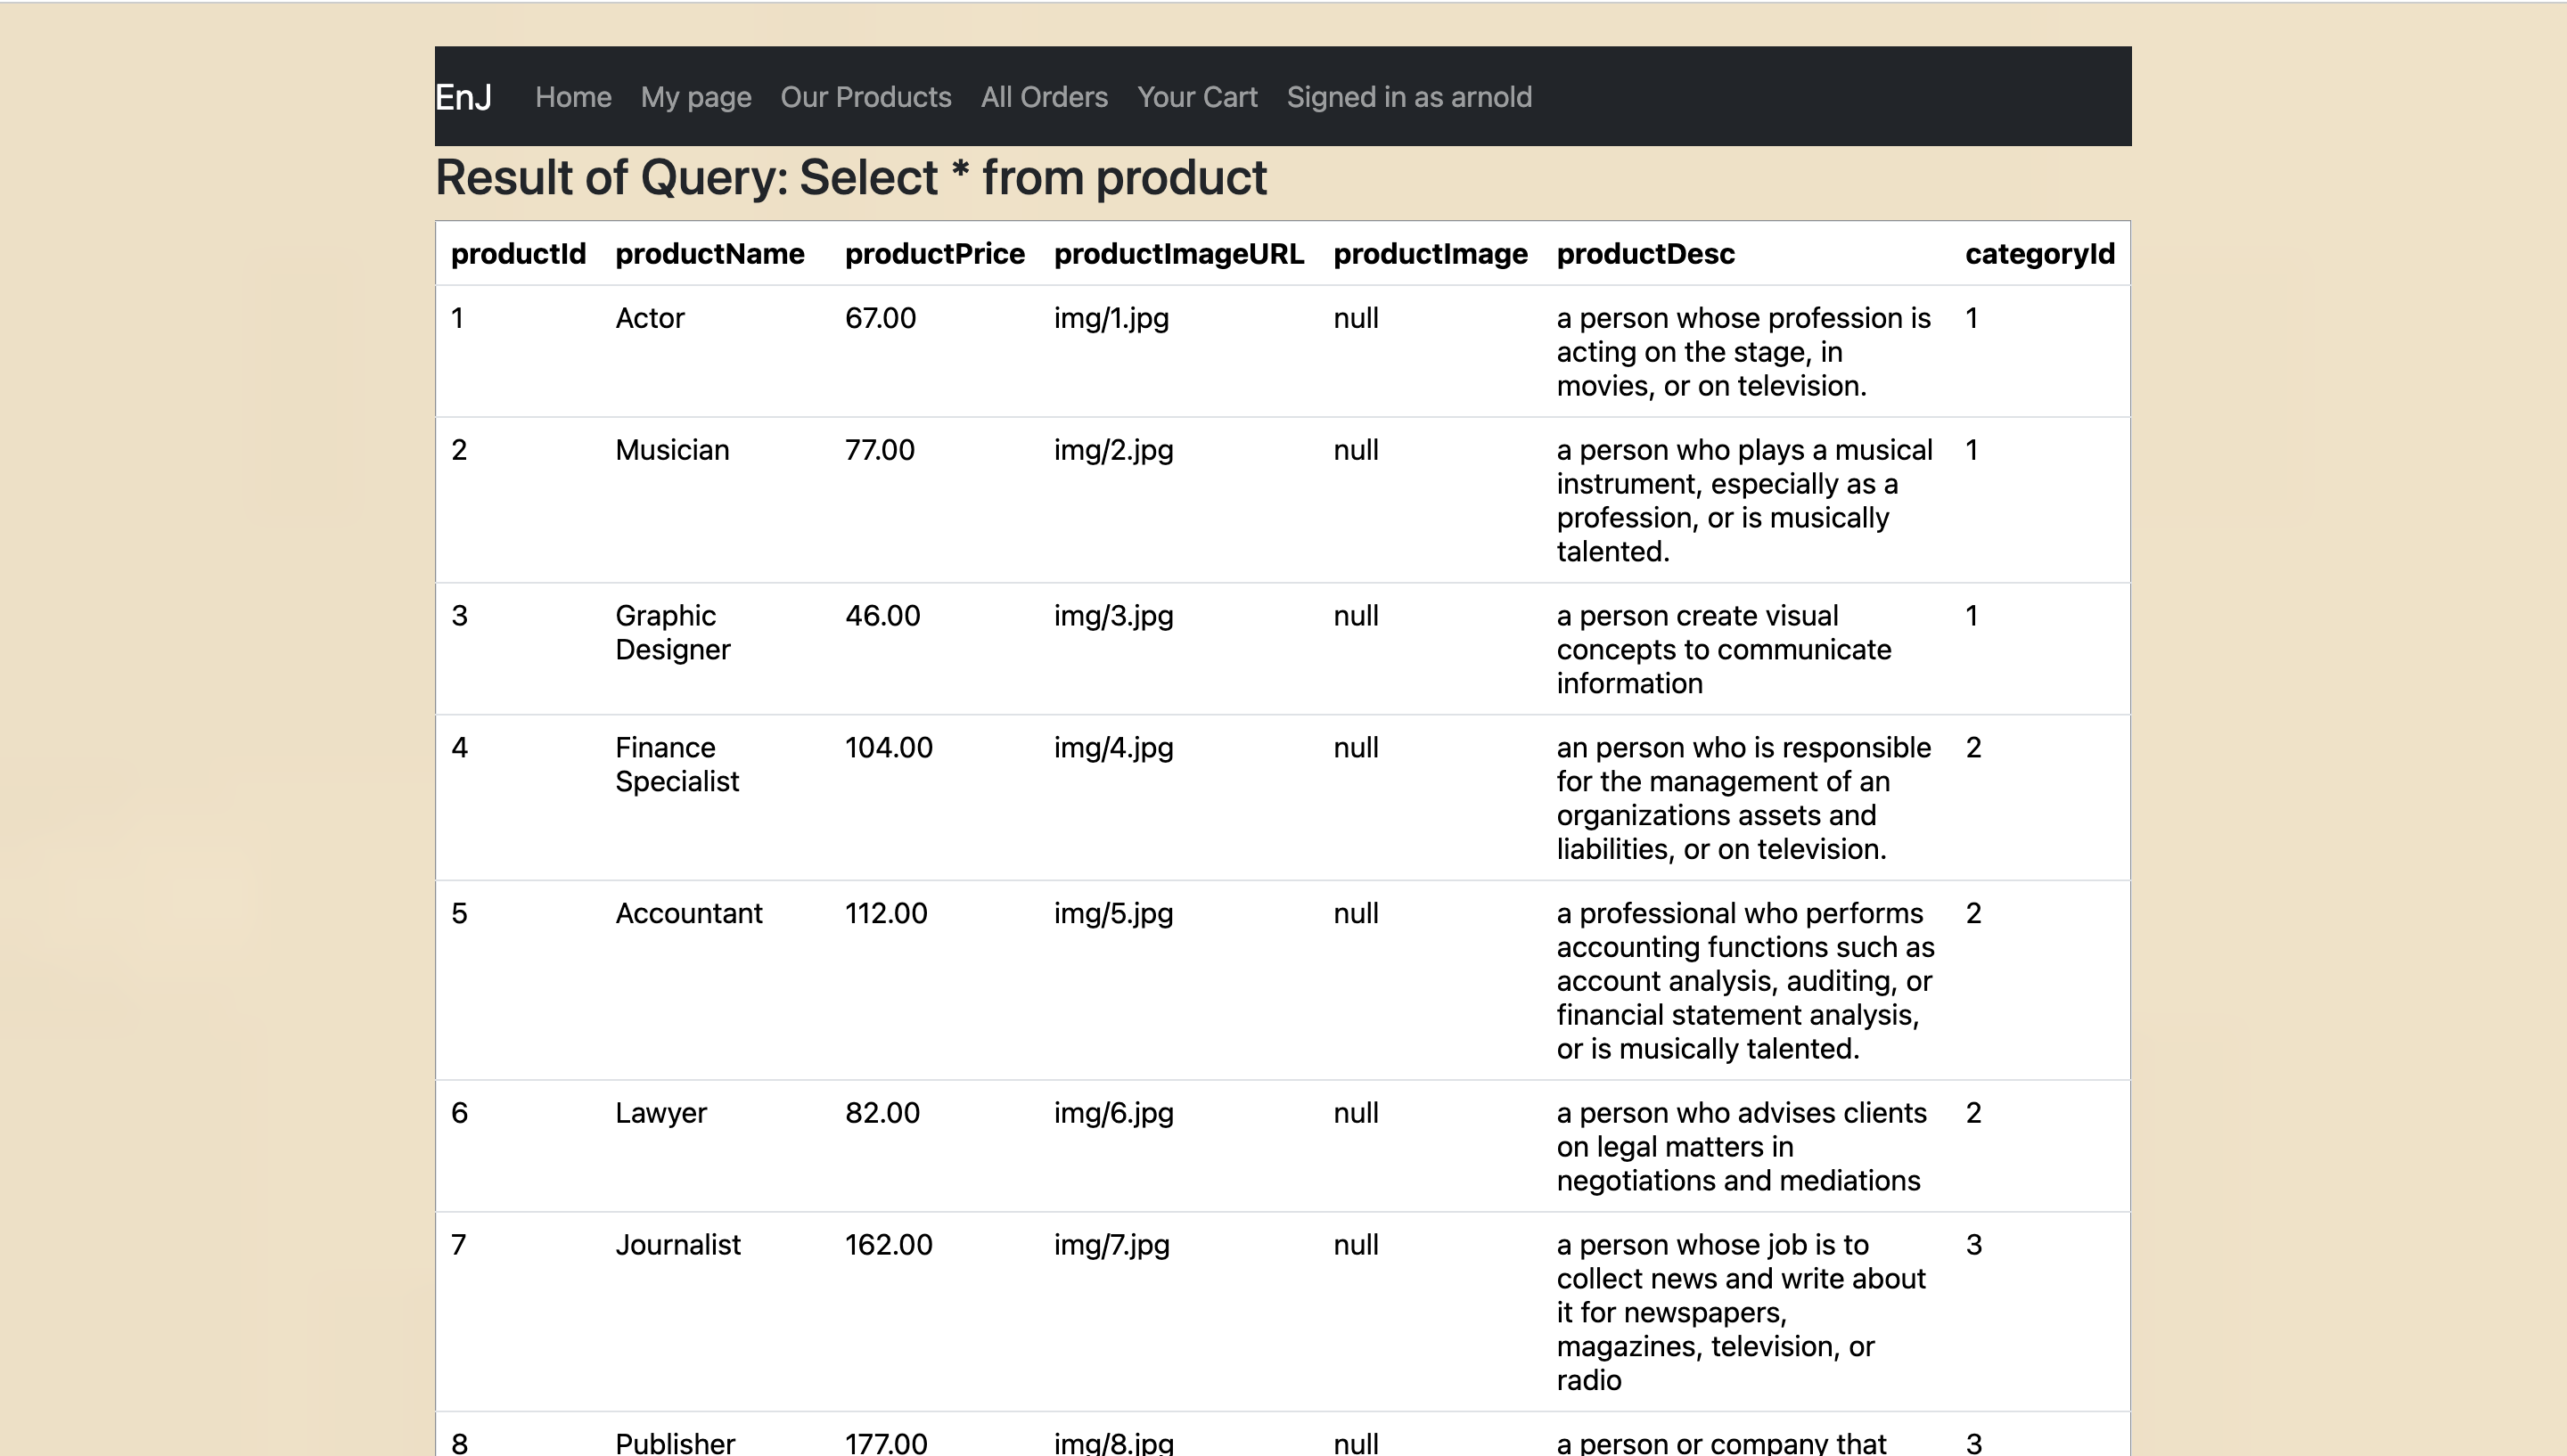 EnJ Home My page Our Products All Orders Your Cart Signed in as arnold
Result of Query: Select * from product
productId productName productPrice productImageURL productImage productDesc categoryId
1 Actor 67.00 img/1.jpg null a person whose profession is 1
acting on the stage, in
movies, or on television.
2 Musician 77.00 img/2.jpg null a person who plays a musical 1
instrument, especially as a
profession, or is musically
talented.
3 Graphic 46.00 img/3.jpg null a person create visual 1
Designer concepts to communicate
information
4 Finance 104.00 img/4.jpg null an person who is responsible 2
Specialist for the management of an
organizations assets and
liabilities, or on television.
5 Accountant 112.00 img/5.jpg null a professional who performs 2
accounting functions such as
account analysis, auditing, or
financial statement analysis,
or is musically talented.
6 Lawyer 82.00 img/6.jpg null a person who advises clients 2
on legal matters in
negotiations and mediations
7 Journalist 162.00 img/7.jpg null a person whose job is to 3
collect news and write about
it for newspapers,
magazines, television, or
radio
8 Publisher 177.00 img/8.jpg null a person or company that 3